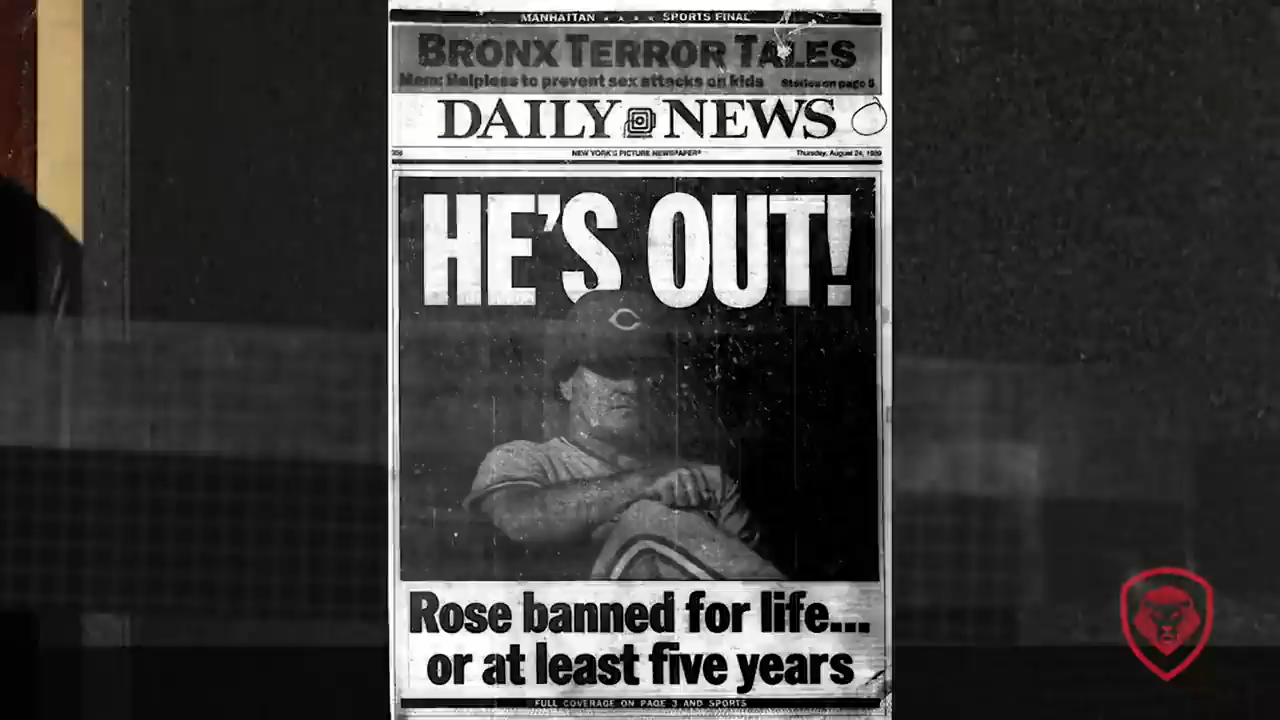 MANHATTAN ★ ★ ★ ★ SPORTS FINAL
BRONX TERROR TALES
Mom: Helpless to prevent sex attacks on kids Stories on page 5
DAILY NEWS
NEW YORK'S PICTURE NEWSPAPER® Thursday, August 24, 1989
HE'S OUT!
C
Rose banned for life...
or at least five years
FULL COVERAGE ON PAGE 3 AND SPORTS